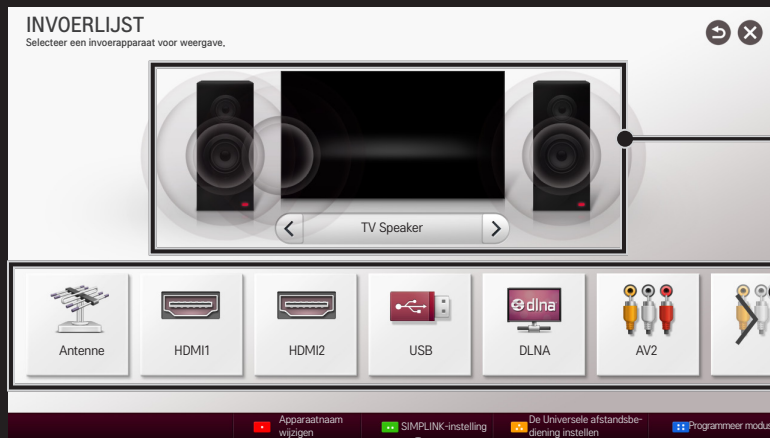 INVOERLIJST
Selecteer een invoerapparaat voor weergave.
TV Speaker
dlna
Antenne
HDMI1
HDMI2
USB
DLNA
AV2
Apparaatnaam
wijzigen
SIMPLINK-instelling
De Universele afstandsbe-
diening instellen
Programmeer modus